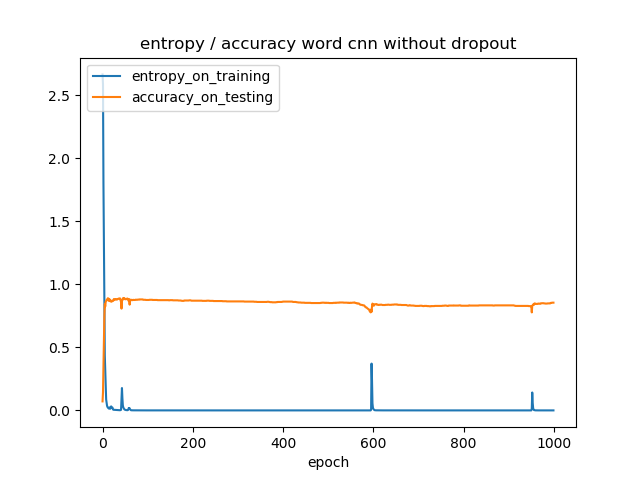 entropy / accuracy word cnn without dropout
entropy_on_training
accuracy_on_testing
2.5
2.0
1.5
1.0
0.5
0.0
0 200 400 600 800 1000
epoch